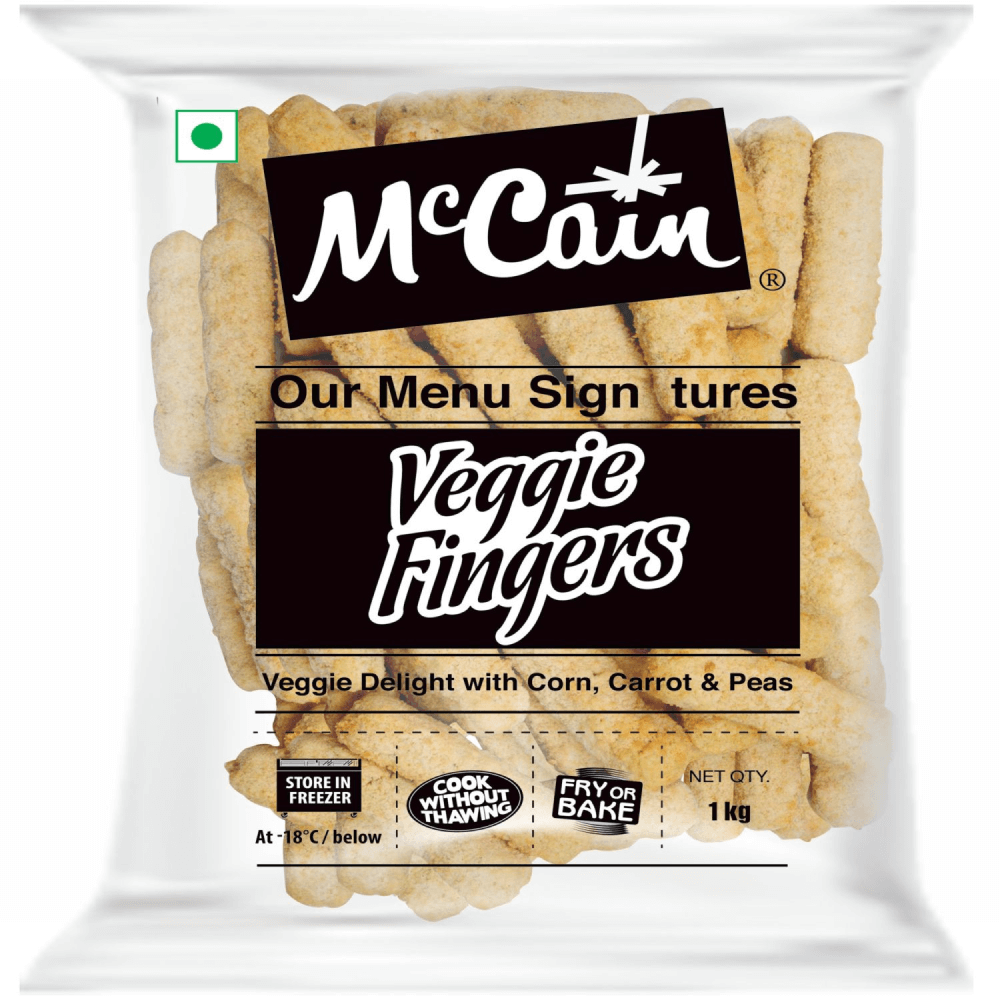 McCain
®
Our Menu Sign tures
Veggie
Fingers
Veggie Delight with Corn, Carrot & Peas
STORE IN
FREEZER
At -18°C / below
COOK
WITHOUT
THAWING
FRY OR
BAKE
NET QTY.
1 kg